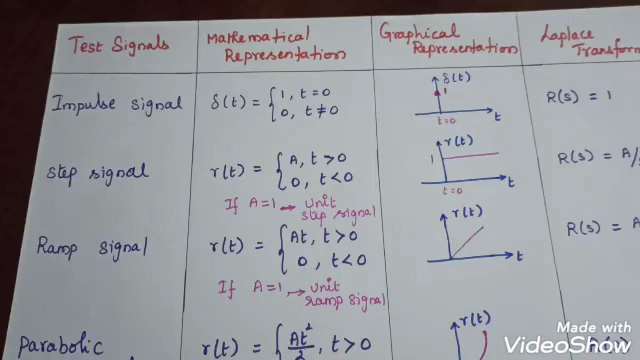 Test Signals
Mathematical Representation
Graphical Representation
Laplace Transform
Impulse signal
δ(t) = { 1, t=0
0, t≠0
δ(t)
1
t=0
t
R(s) = 1
Step signal
r(t) = { A, t>0
0, t<0
If A=1 → unit step signal
r(t)
1
t=0
t
R(s) = A/
Ramp signal
r(t) = { At, t>0
0, t<0
If A=1 → unit ramp signal
r(t)
t
R(s) = A
Parabolic
r(t) = { At²/2, t>0
r(t)
Made with
VideoShow